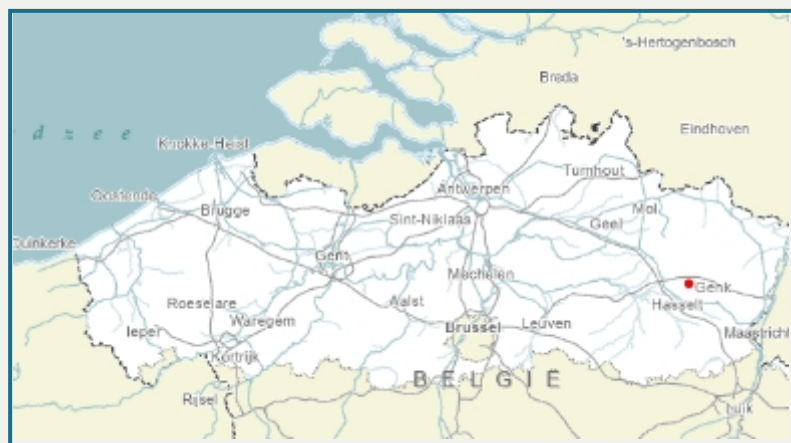 's-Hertogenbosch
Breda
dzee
Eindhoven
Knokke-Heist
Turnhout
Antwerpen
Oostende
Mol
Brugge
Sint-Niklaas
Geel
Duinkerke
Gent
Mechelen
Genk
Roeselare
Aalst
Hasselt
Ieper
Waregem
Brussel
Leuven
Maastricht
Kortrijk
BELGIË
Rijsel
Luik